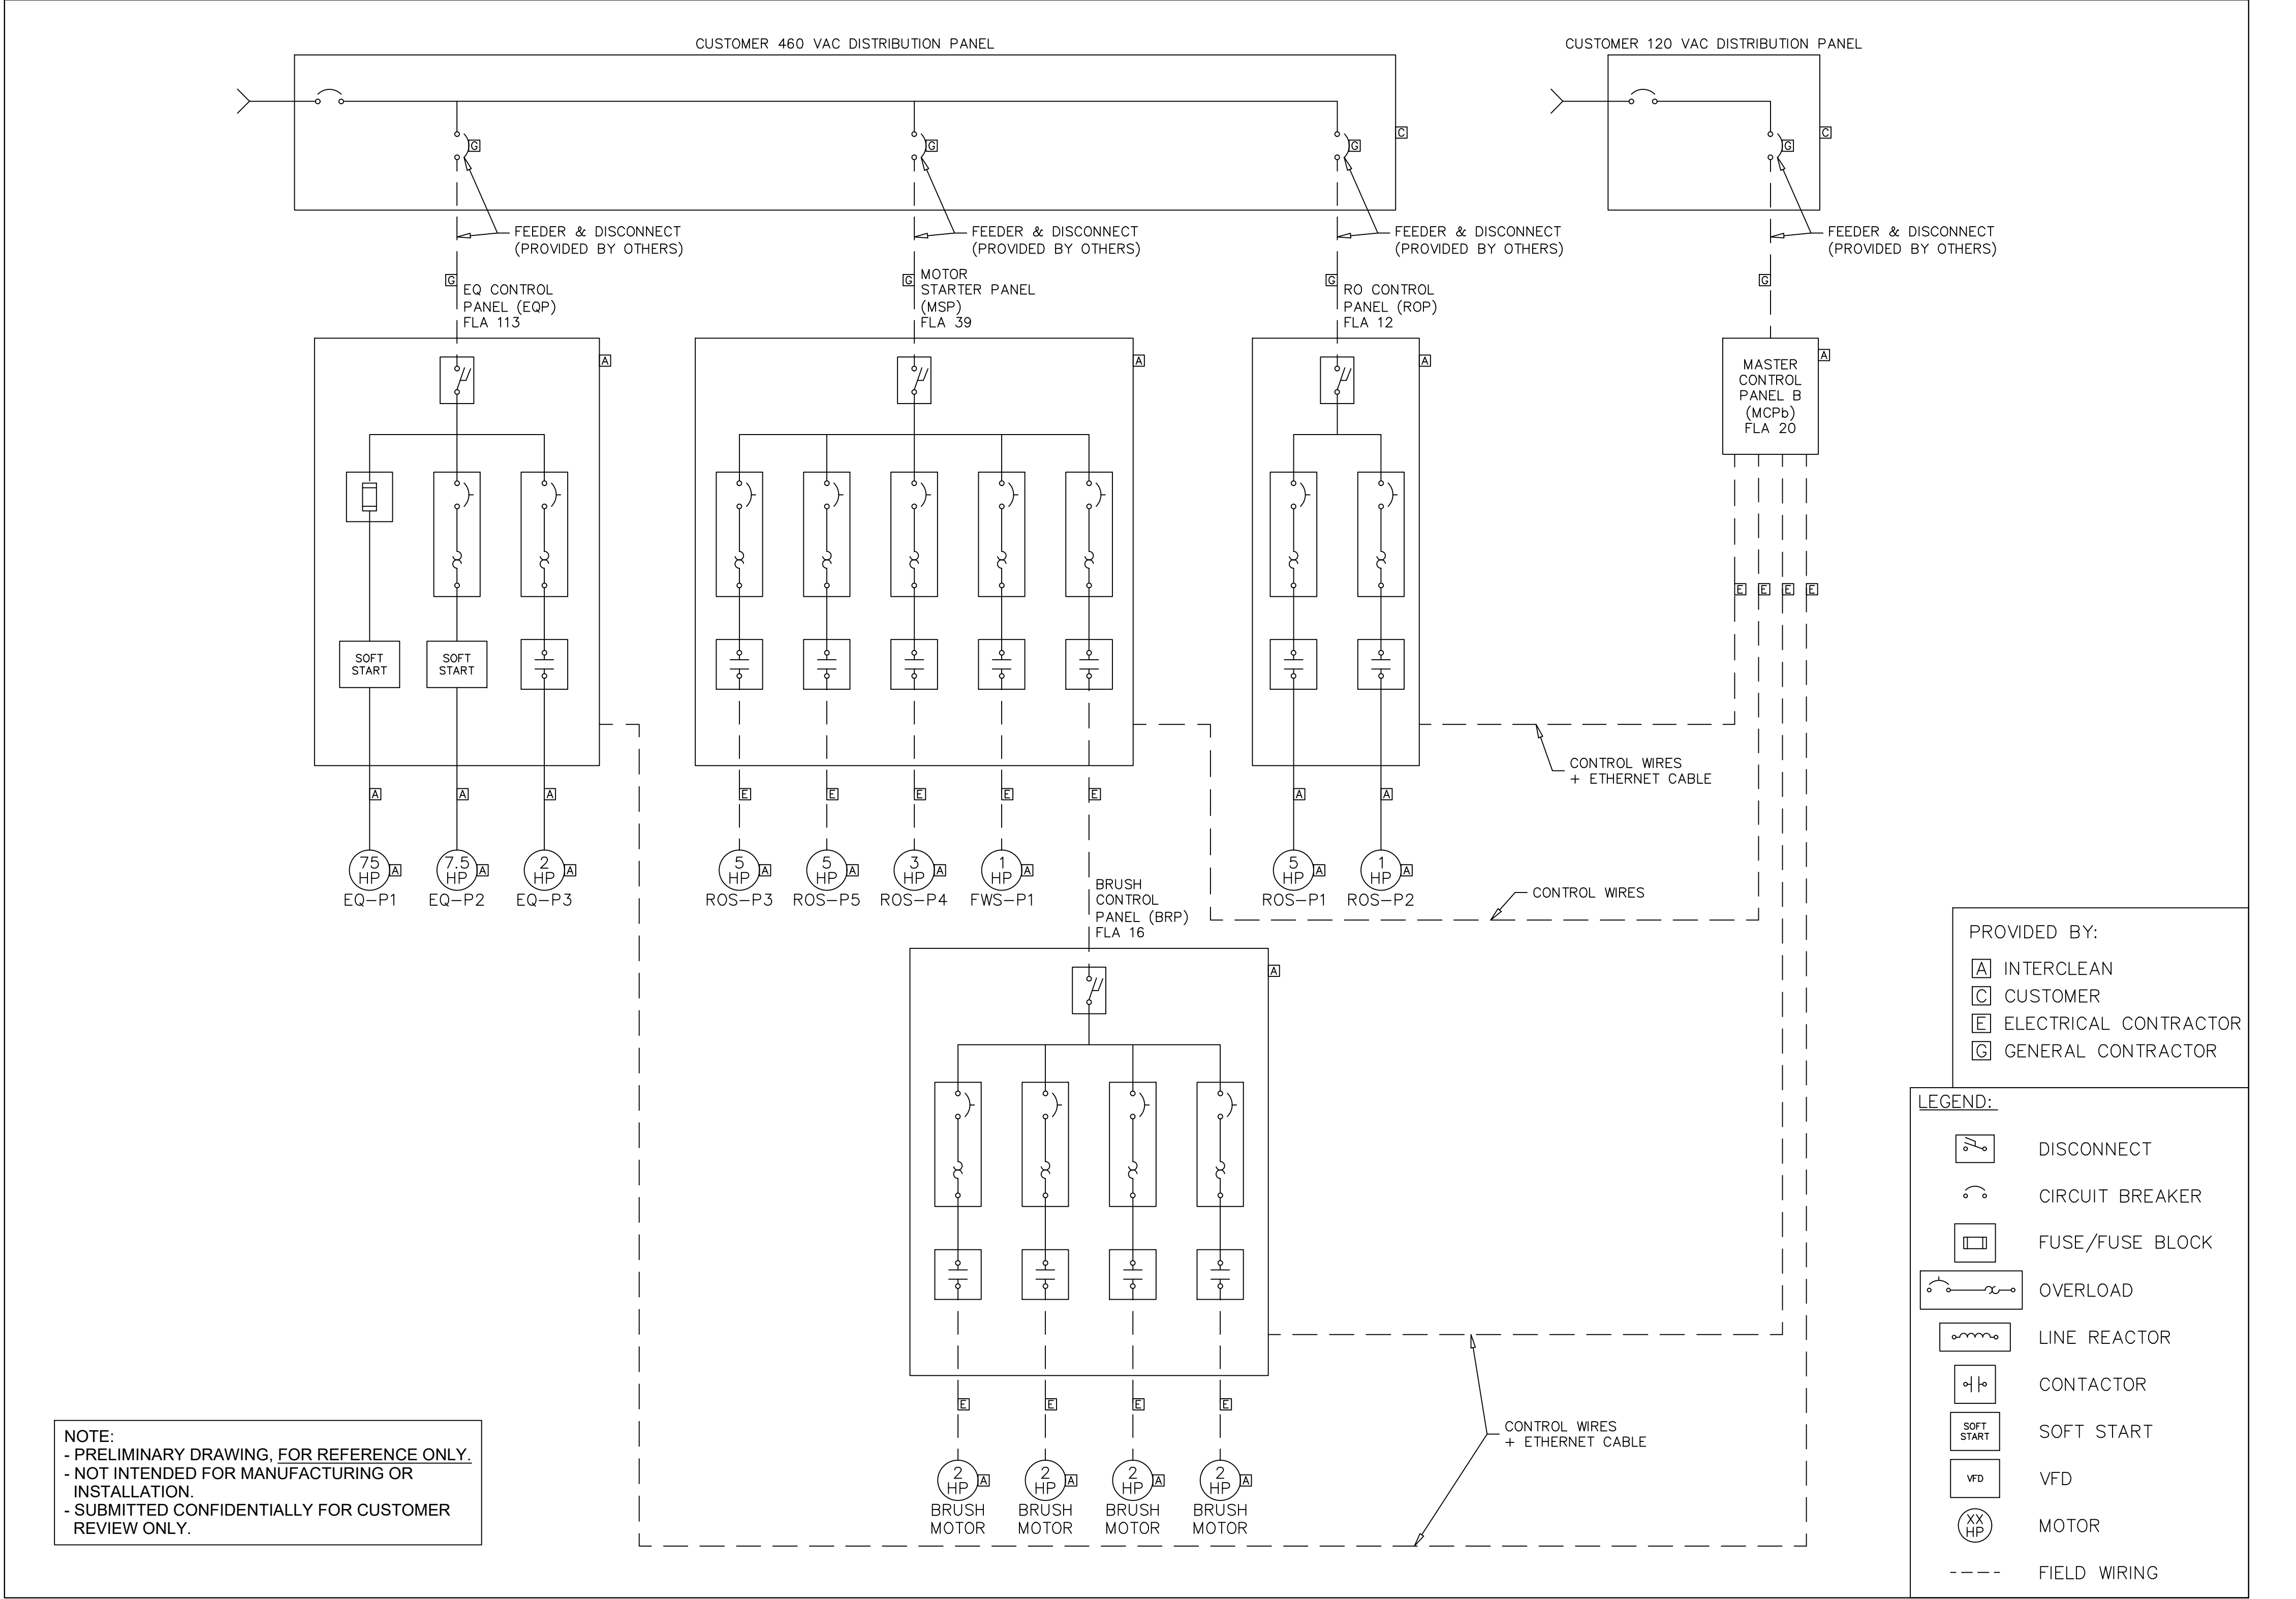 CUSTOMER 460 VAC DISTRIBUTION PANEL
CUSTOMER 120 VAC DISTRIBUTION PANEL
C
C
G
G
G
G
FEEDER & DISCONNECT
(PROVIDED BY OTHERS)
FEEDER & DISCONNECT
(PROVIDED BY OTHERS)
FEEDER & DISCONNECT
(PROVIDED BY OTHERS)
FEEDER & DISCONNECT
(PROVIDED BY OTHERS)
G
G
G
G
EQ CONTROL
PANEL (EQP)
FLA 113
MOTOR
STARTER PANEL
(MSP)
FLA 39
RO CONTROL
PANEL (ROP)
FLA 12
A
A
A
A
MASTER
CONTROL
PANEL B
(MCPb)
FLA 20
E
E
E
E
SOFT
START
SOFT
START
CONTROL WIRES
+ ETHERNET CABLE
A
A
A
E
E
E
E
E
A
A
75
HP
A
EQ-P1
7.5
HP
A
EQ-P2
2
HP
A
EQ-P3
5
HP
A
ROS-P3
5
HP
A
ROS-P5
3
HP
A
ROS-P4
1
HP
A
FWS-P1
5
HP
A
ROS-P1
1
HP
A
ROS-P2
BRUSH
CONTROL
PANEL (BRP)
FLA 16
CONTROL WIRES
A
PROVIDED BY:
A INTERCLEAN
C CUSTOMER
E ELECTRICAL CONTRACTOR
G GENERAL CONTRACTOR
LEGEND:
DISCONNECT
CIRCUIT BREAKER
FUSE/FUSE BLOCK
OVERLOAD
LINE REACTOR
CONTACTOR
SOFT
START
SOFT START
VFD
VFD
XX
HP
MOTOR
FIELD WIRING
E
E
E
E
CONTROL WIRES
+ ETHERNET CABLE
2
HP
A
BRUSH
MOTOR
2
HP
A
BRUSH
MOTOR
2
HP
A
BRUSH
MOTOR
2
HP
A
BRUSH
MOTOR
NOTE:
- PRELIMINARY DRAWING, FOR REFERENCE ONLY.
- NOT INTENDED FOR MANUFACTURING OR
INSTALLATION.
- SUBMITTED CONFIDENTIALLY FOR CUSTOMER
REVIEW ONLY.